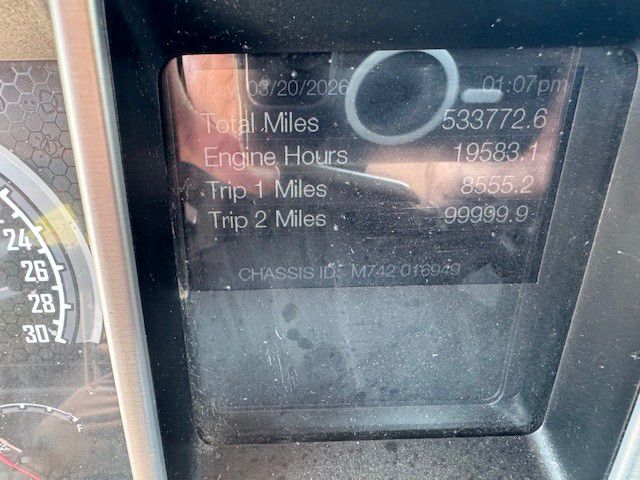 Friday, 03/20/2026 01:07pm
Total Miles 533772.6
Engine Hours 19583.1
Trip 1 Miles 8555.2
Trip 2 Miles 99999.9
CHASSIS ID: M742 016949
24
26
28
30